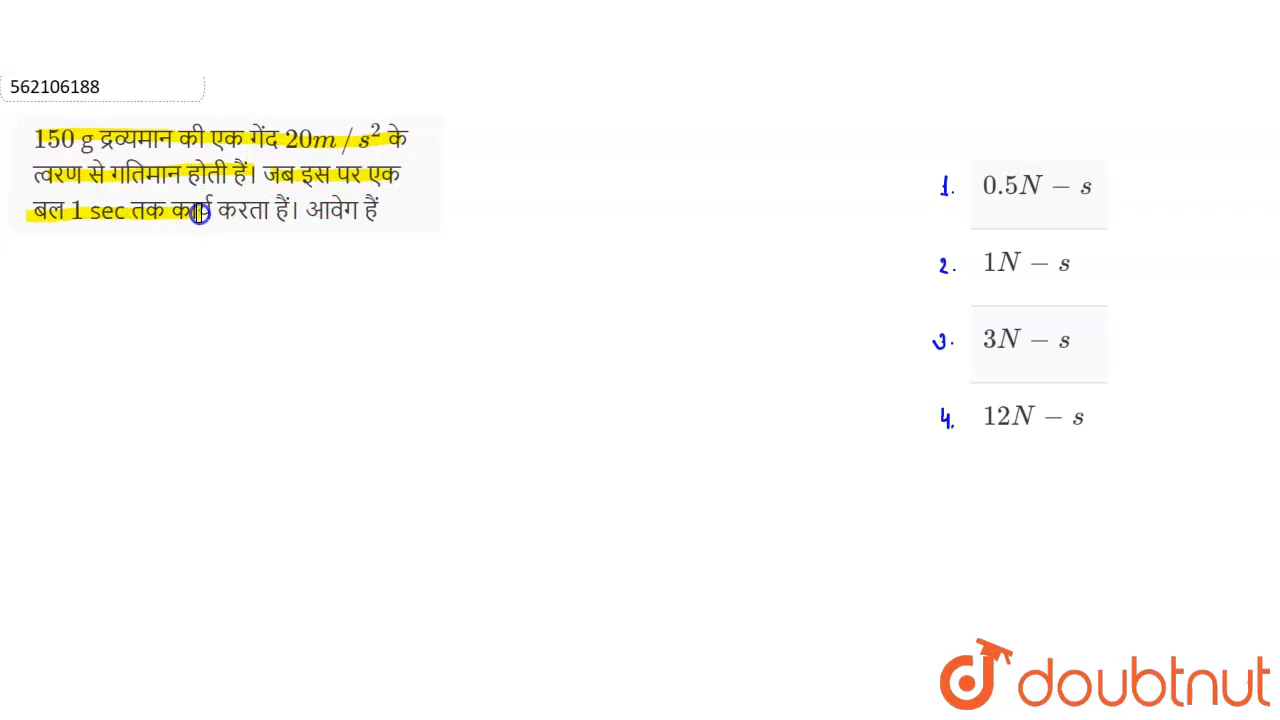 562106188
150 g द्रव्यमान की एक गेंद 20m / s² के
त्वरण से गतिमान होती हैं। जब इस पर एक
बल 1 sec तक कार्य करता हैं। आवेग हैं
1. 0.5N − s
2. 1N − s
3. 3N − s
4. 12N − s
doubtnut